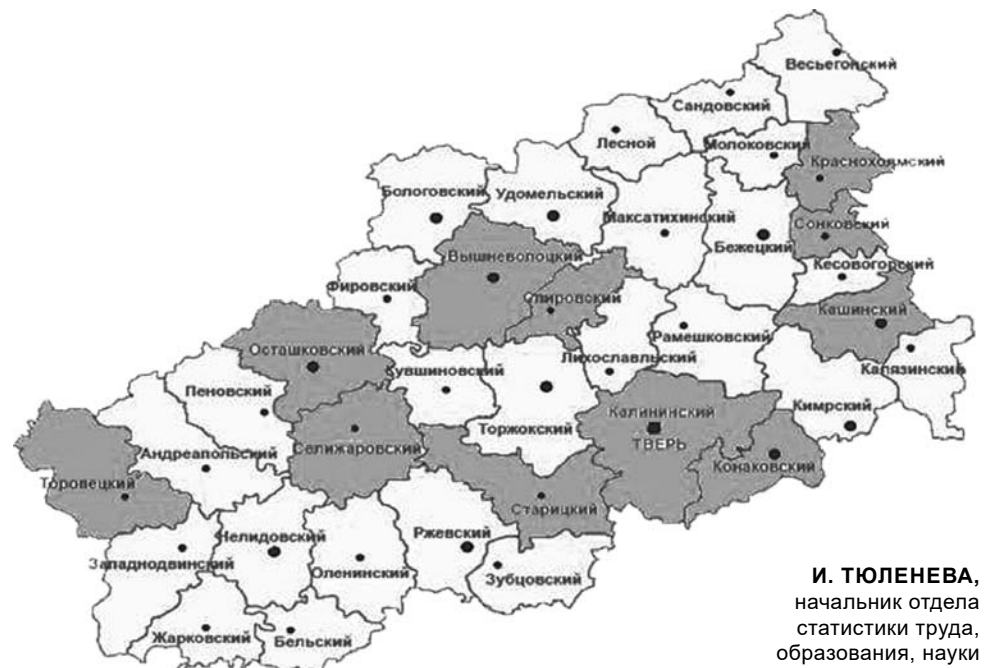 Весьегонский
Сандовский
Лесной
Молоковский
Краснохолмский
Бологовский
Удомельский
Максатихинский
Сонковский
Бежецкий
Вышневолоцкий
Кесовогорский
Фировский
Спировский
Кашинский
Рамешковский
Осташковский
Лихославльский
Кувшиновский
Калязинский
Пеновский
Кимрский
Калининский
Торжокский
ТВЕРЬ
Андреапольский
Селижаровский
Конаковский
Торопецкий
Старицкий
Ржевский
Нелидовский
Западнодвинский
Оленинский
Зубцовский
Жарковский
Бельский
И. ТЮЛЕНЕВА,
начальник отдела
статистики труда,
образования, науки